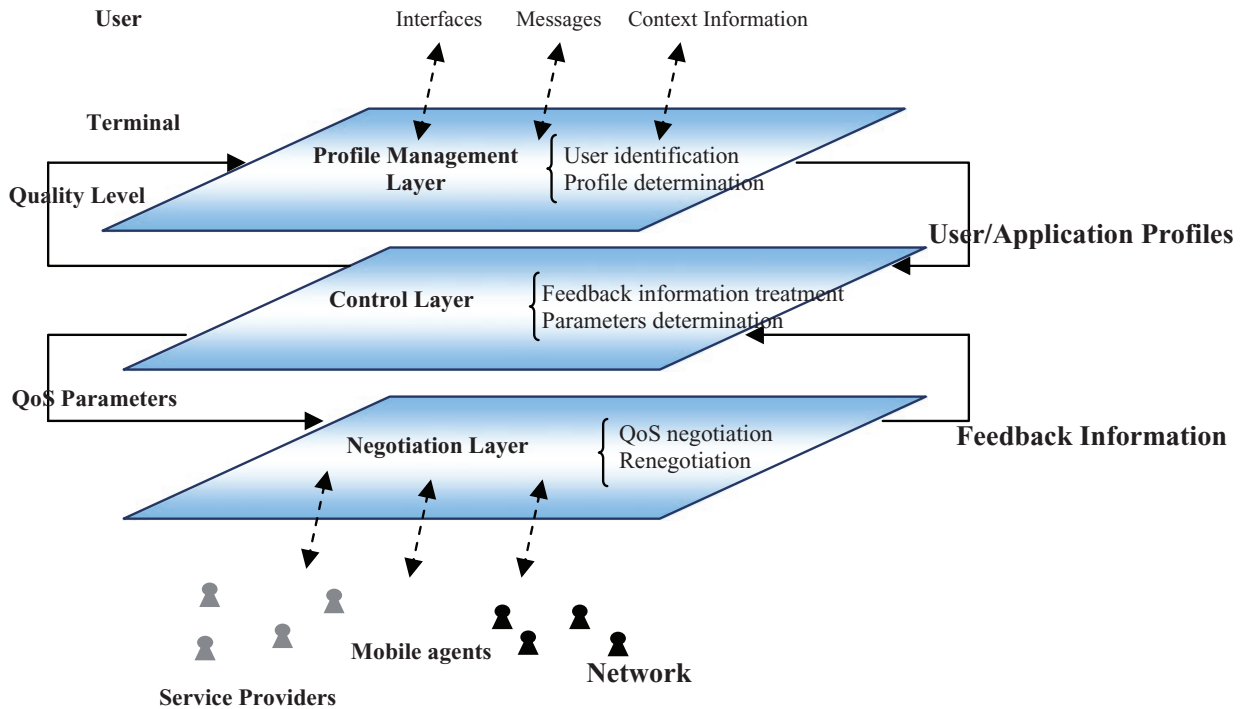 User
Interfaces
Messages
Context Information
Terminal
Profile Management
Layer
User identification
Profile determination
Quality Level
User/Application Profiles
Control Layer
Feedback information treatment
Parameters determination
QoS Parameters
Negotiation Layer
QoS negotiation
Renegotiation
Feedback Information
Mobile agents
Network
Service Providers